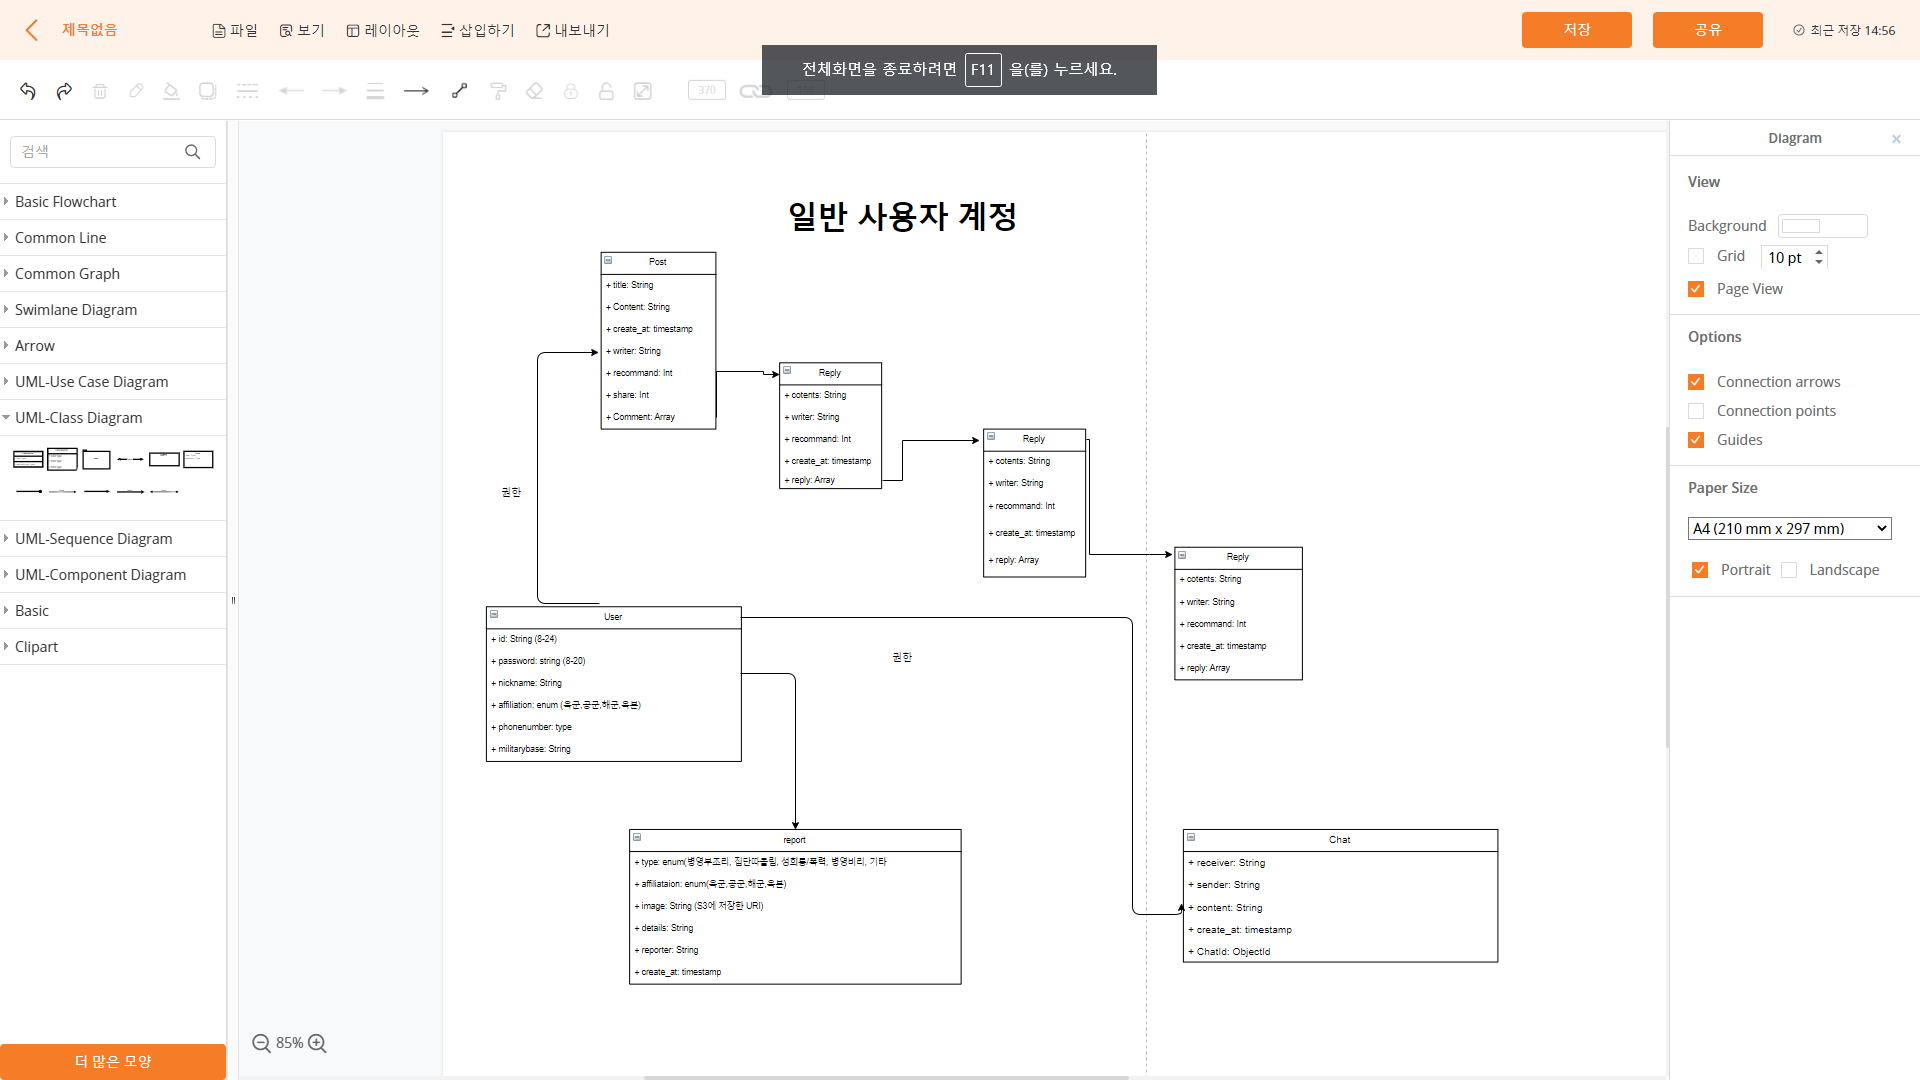 제목없음
파일
보기
레이아웃
삽입하기
내보내기
저장
공유
최근 저장 14:56
전체화면을 종료하려면 F11 을(를) 누르세요.
370
검색
Basic Flowchart
Common Line
Common Graph
Swimlane Diagram
Arrow
UML-Use Case Diagram
UML-Class Diagram
UML-Sequence Diagram
UML-Component Diagram
Basic
Clipart
더 많은 모양
일반 사용자 계정
Post
+ title: String
+ Content: String
+ create_at: timestamp
+ writer: String
+ recommand: Int
+ share: Int
+ Comment: Array
Reply
+ cotents: String
+ writer: String
+ recommand: Int
+ create_at: timestamp
+ reply: Array
Reply
+ cotents: String
+ writer: String
+ recommand: Int
+ create_at: timestamp
+ reply: Array
Reply
+ cotents: String
+ writer: String
+ recommand: Int
+ create_at: timestamp
+ reply: Array
권한
User
+ id: String (8-24)
+ password: string (8-20)
+ nickname: String
+ affiliation: enum (육군,공군,해군,육본)
+ phonenumber: type
+ militarybase: String
권한
report
+ type: enum(병영부조리, 집단따돌림, 성희롱/폭력, 병영비리, 기타
+ affiliataion: enum(육군,공군,해군,육본)
+ image: String (S3에 저장한 URI)
+ details: String
+ reporter: String
+ create_at: timestamp
Chat
+ receiver: String
+ sender: String
+ content: String
+ create_at: timestamp
+ ChatId: ObjectId
85%
Diagram
View
Background
Grid
10 pt
Page View
Options
Connection arrows
Connection points
Guides
Paper Size
A4 (210 mm x 297 mm)
Portrait
Landscape